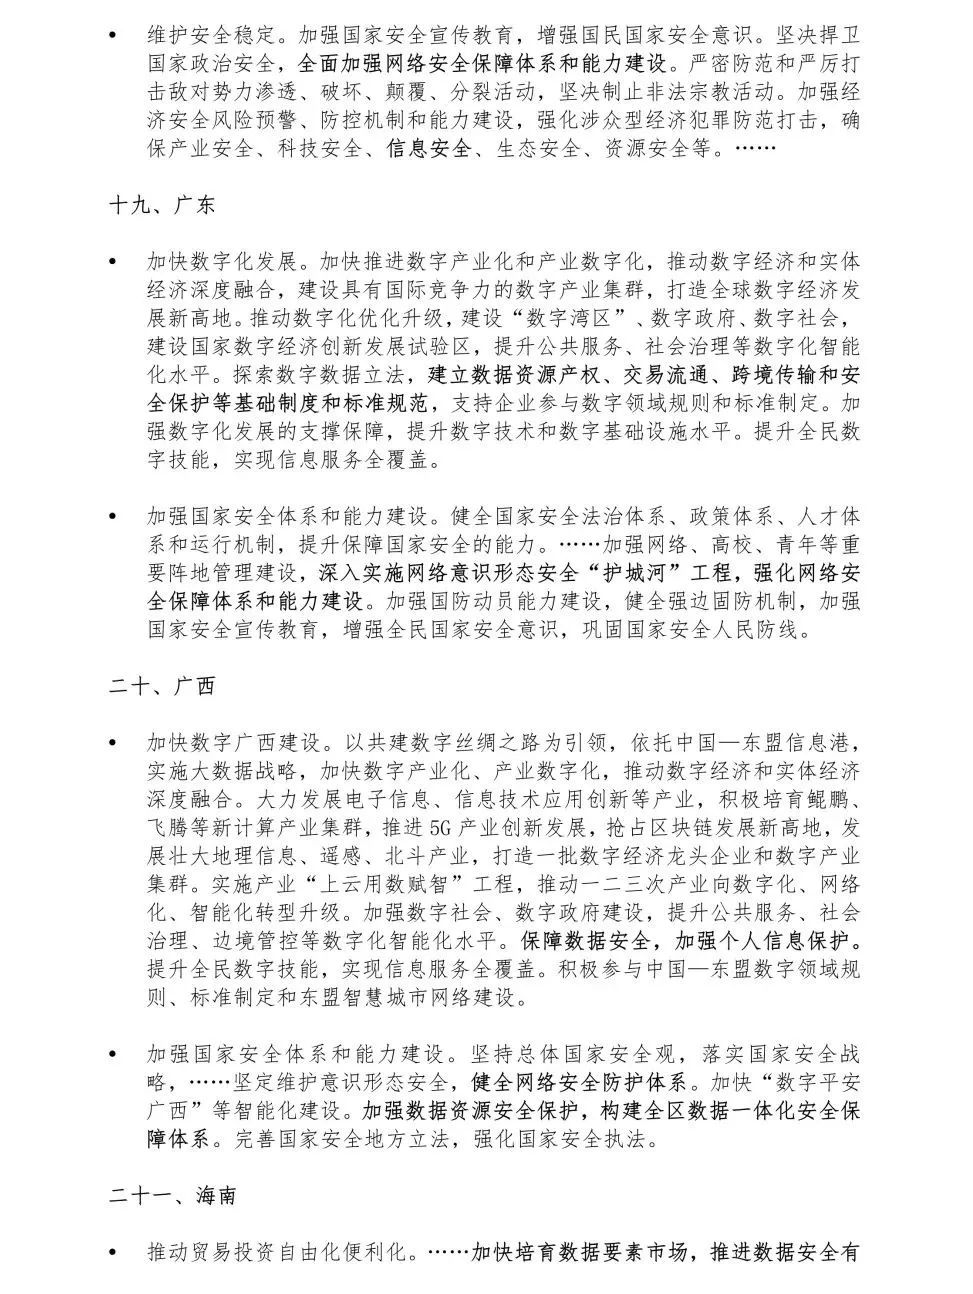 • 维护安全稳定。加强国家安全宣传教育，增强国民国家安全意识。坚决捍卫
国家政治安全，全面加强网络安全保障体系和能力建设。严密防范和严厉打
击敌对势力渗透、破坏、颠覆、分裂活动，坚决制止非法宗教活动。加强经
济安全风险预警、防控机制和能力建设，强化涉众型经济犯罪防范打击，确
保产业安全、科技安全、信息安全、生态安全、资源安全等。……
十九、广东
• 加快数字化发展。加快推进数字产业化和产业数字化，推动数字经济和实体
经济深度融合，建设具有国际竞争力的数字产业集群，打造全球数字经济发
展新高地。推动数字化优化升级，建设“数字湾区”、数字政府、数字社会，
建设国家数字经济创新发展试验区，提升公共服务、社会治理等数字化智能
化水平。探索数字数据立法，建立数据资源产权、交易流通、跨境传输和安
全保护等基础制度和标准规范，支持企业参与数字领域规则和标准制定。加
强数字化发展的支撑保障，提升数字技术和数字基础设施水平。提升全民数
字技能，实现信息服务全覆盖。
• 加强国家安全体系和能力建设。健全国家安全法治体系、政策体系、人才体
系和运行机制，提升保障国家安全的能力。……加强网络、高校、青年等重
要阵地管理建设，深入实施网络意识形态安全“护城河”工程，强化网络安
全保障体系和能力建设。加强国防动员能力建设，健全强边固防机制，加强
国家安全宣传教育，增强全民国家安全意识，巩固国家安全人民防线。
二十、广西
• 加快数字广西建设。以共建数字丝绸之路为引领，依托中国—东盟信息港，
实施大数据战略，加快数字产业化、产业数字化，推动数字经济和实体经济
深度融合。大力发展电子信息、信息技术应用创新等产业，积极培育鲲鹏、
飞腾等新计算产业集群，推进 5G 产业创新发展，抢占区块链发展新高地，发
展壮大地理信息、遥感、北斗产业，打造一批数字经济龙头企业和数字产业
集群。实施产业“上云用数赋智”工程，推动一二三次产业向数字化、网络
化、智能化转型升级。加强数字社会、数字政府建设，提升公共服务、社会
治理、边境管控等数字化智能化水平。保障数据安全，加强个人信息保护。
提升全民数字技能，实现信息服务全覆盖。积极参与中国—东盟数字领域规
则、标准制定和东盟智慧城市网络建设。
• 加强国家安全体系和能力建设。坚持总体国家安全观，落实国家安全战
略，……坚定维护意识形态安全，健全网络安全防护体系。加快“数字平安
广西”等智能化建设。加强数据资源安全保护，构建全区数据一体化安全保
障体系。完善国家安全地方立法，强化国家安全执法。
二十一、海南
• 推动贸易投资自由化便利化。……加快培育数据要素市场，推进数据安全有